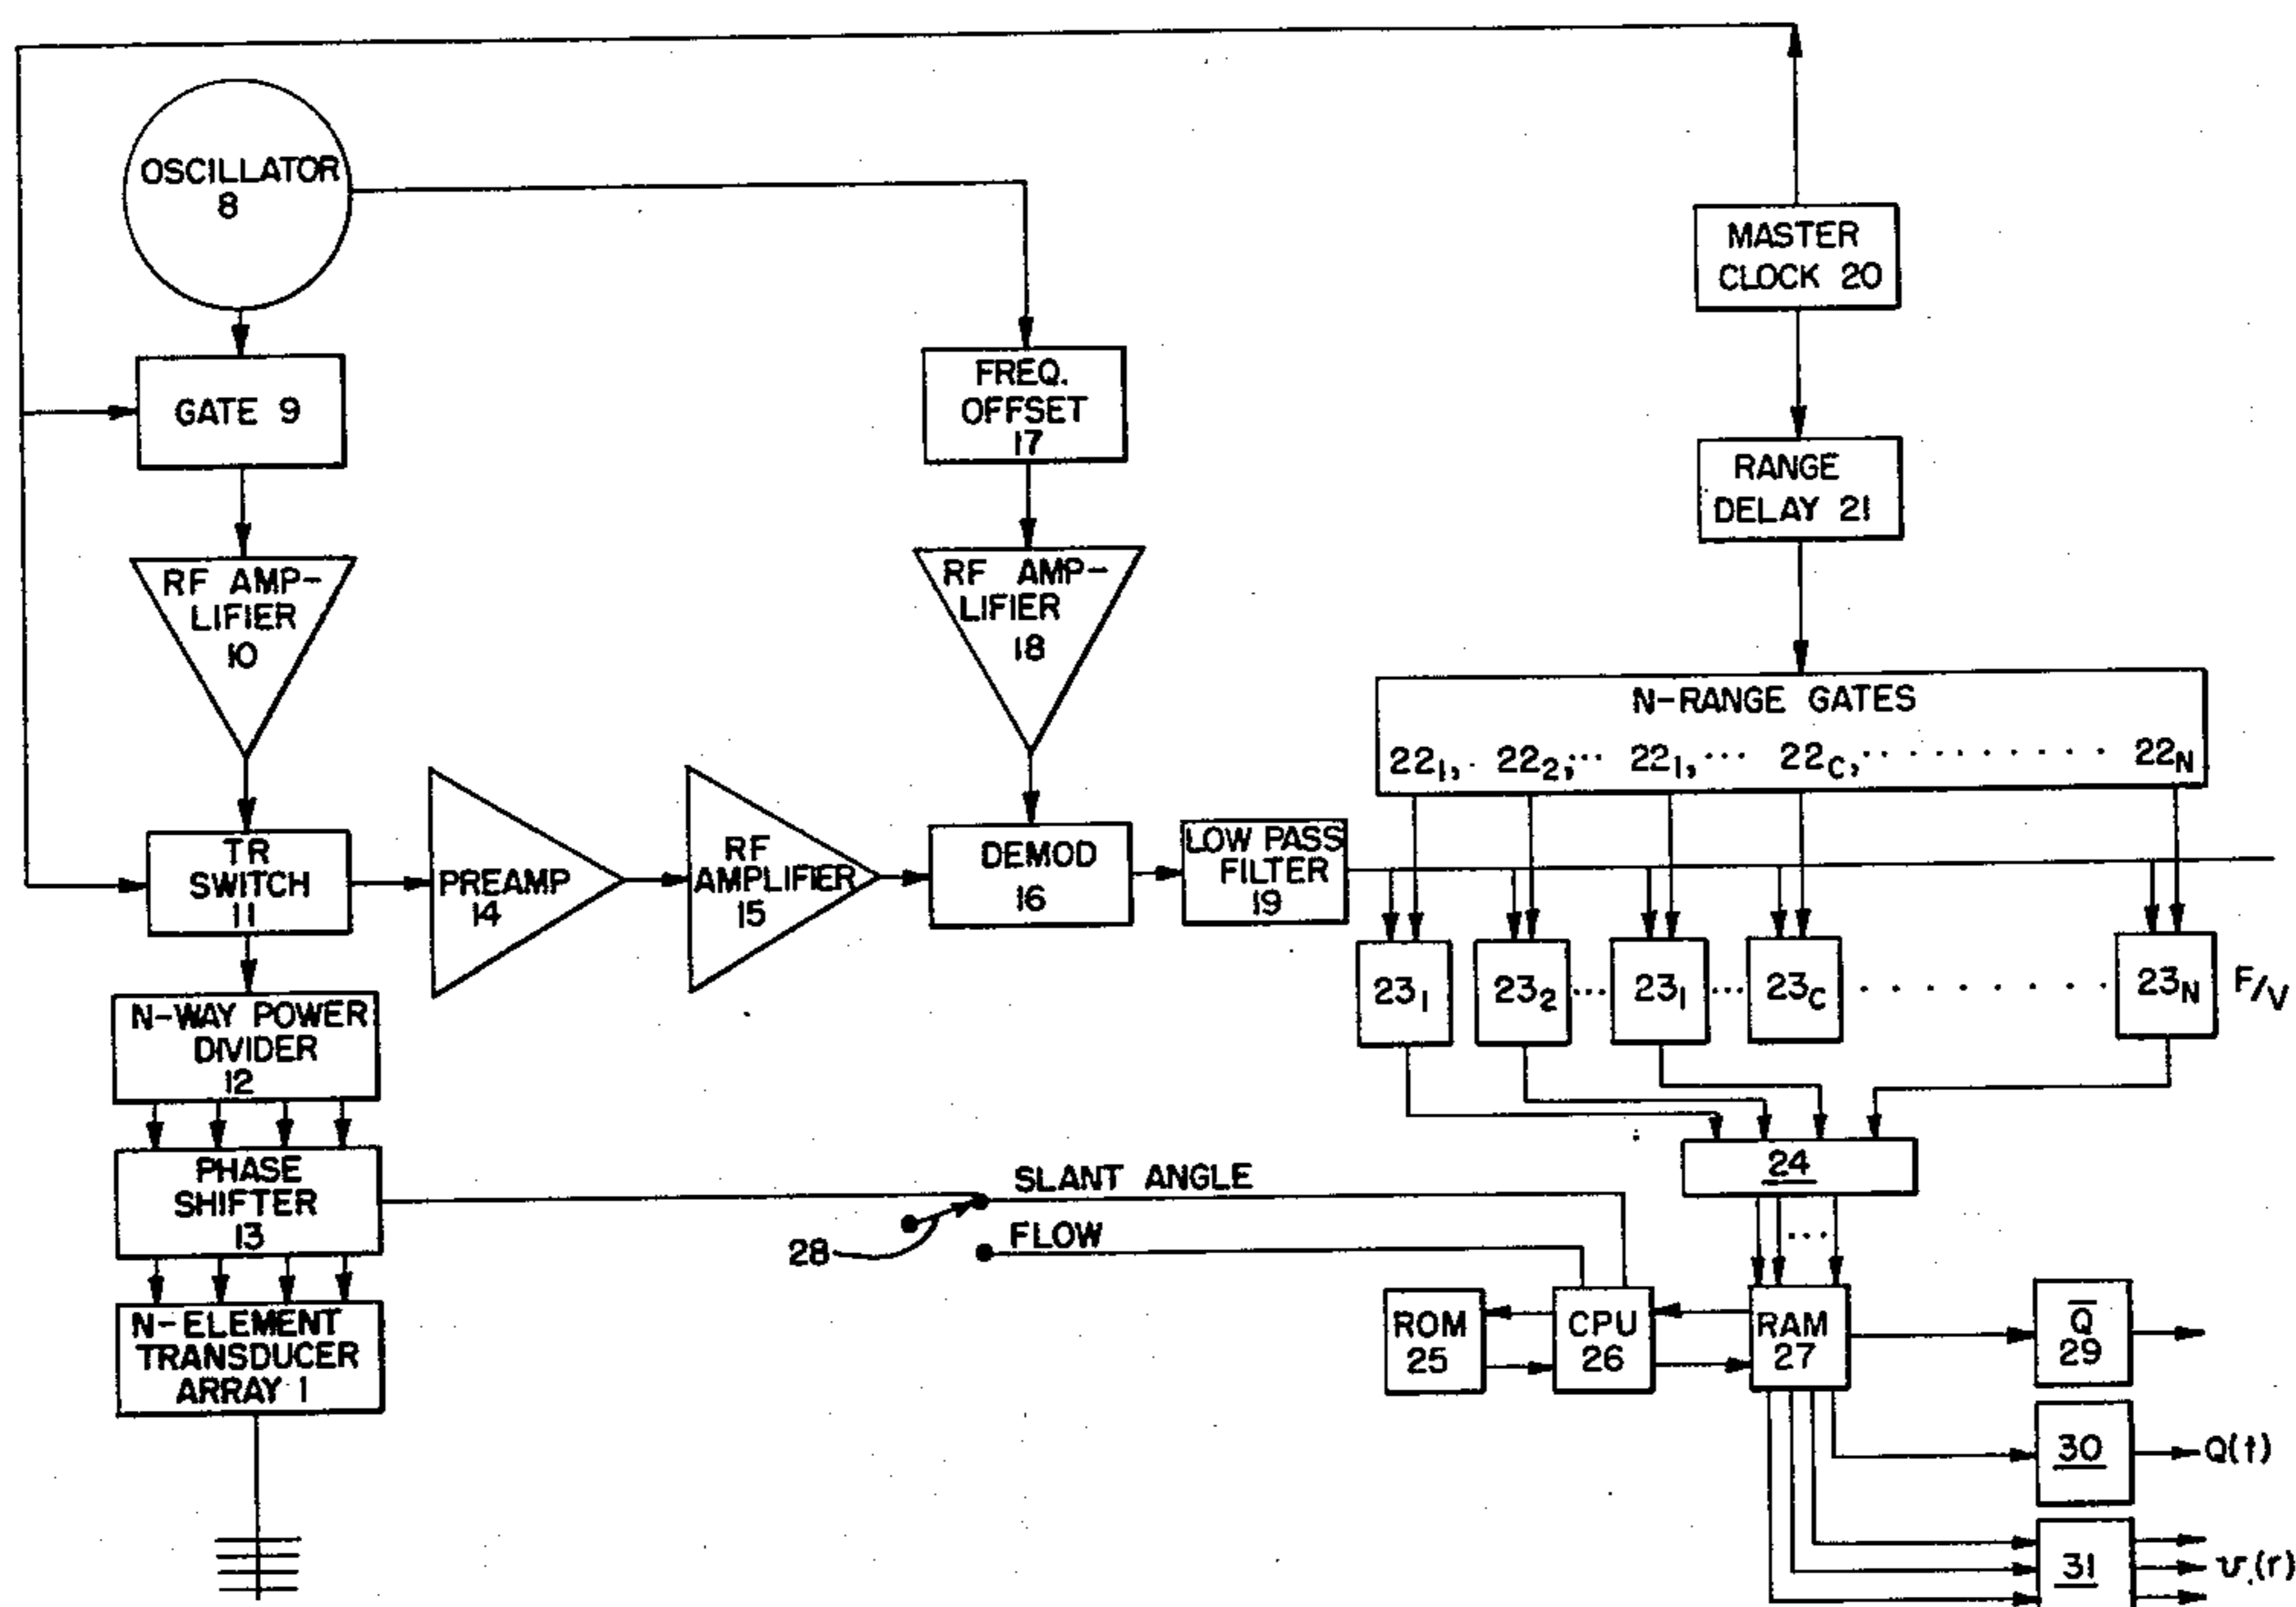 OSCILLATOR
8
MASTER
CLOCK 20
GATE 9
FREQ.
OFFSET
17
RANGE
DELAY 21
RF AMP-
LIFIER
10
RF AMP-
LIFIER
18
N-RANGE GATES
22₁, 22₂,... 22₁,... 22C,.......... 22N
TR
SWITCH
11
PREAMP
14
RF
AMPLIFIER
15
DEMOD
16
LOW PASS
FILTER
19
23₁ 23₂ ... 23₁ ... 23C ......... 23N F/V
N-WAY POWER
DIVIDER
12
24
PHASE
SHIFTER
13
SLANT ANGLE
FLOW
28
...
N-ELEMENT
TRANSDUCER
ARRAY 1
ROM
25
CPU
26
RAM
27
Q̅
29
30
Q(t)
31
v(r)